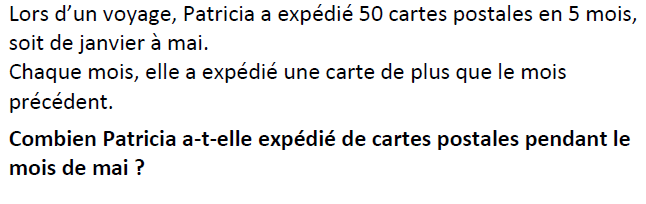 Lors d’un voyage, Patricia a expédié 50 cartes postales en 5 mois,
soit de janvier à mai.
Chaque mois, elle a expédié une carte de plus que le mois
précédent.
Combien Patricia a-t-elle expédié de cartes postales pendant le
mois de mai ?